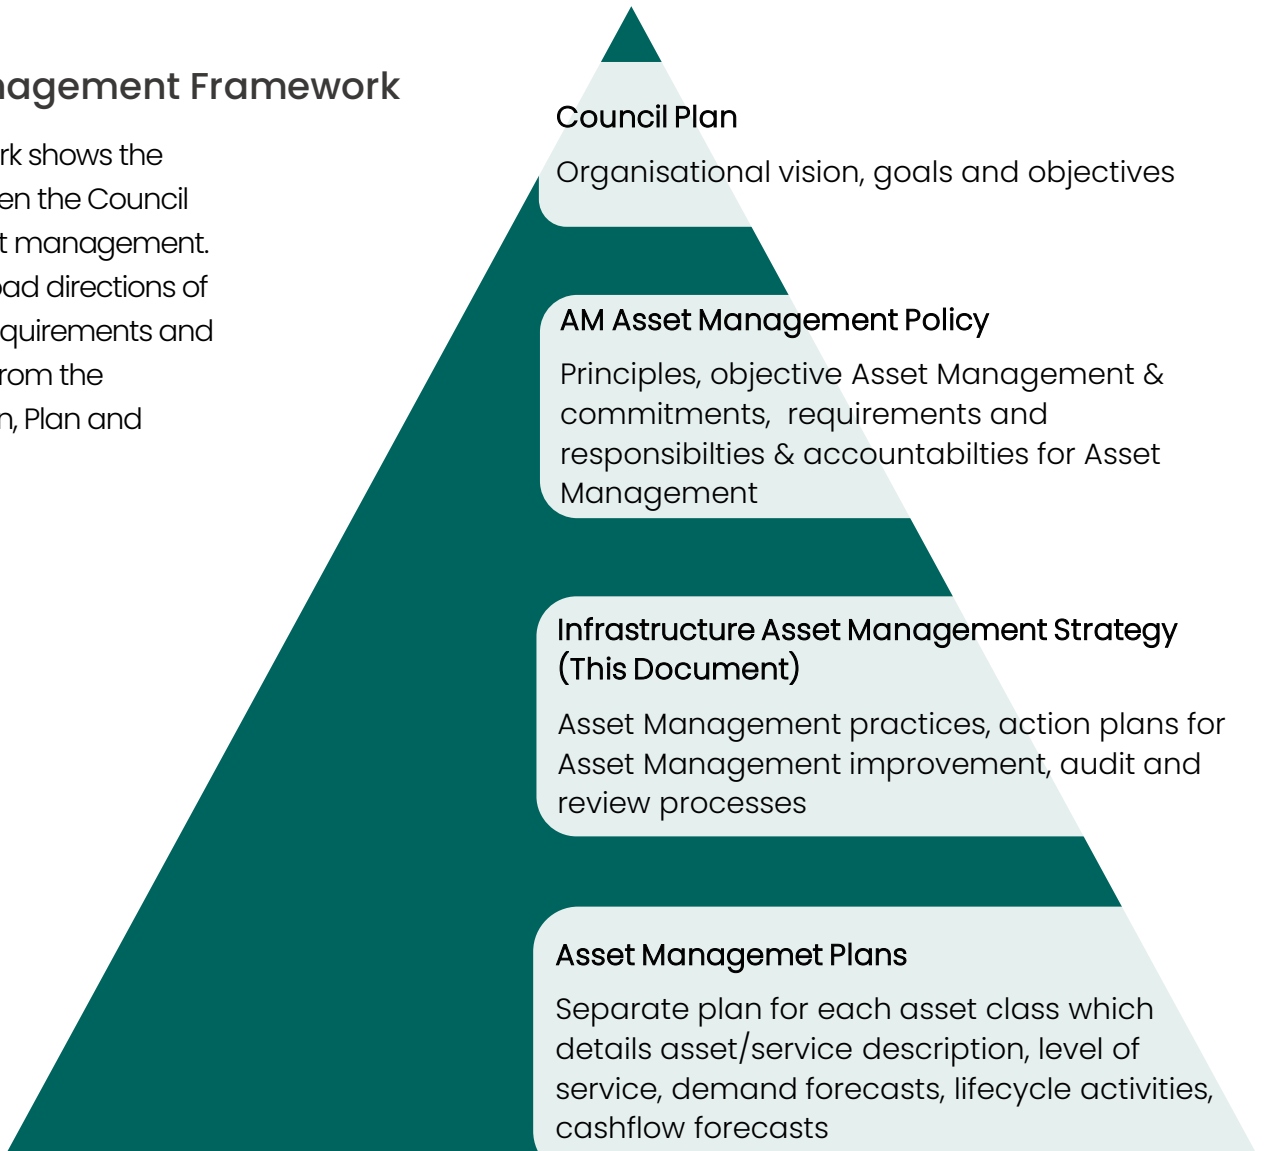 nagement Framework
rk shows the
en the Council
t management.
oad directions of
quirements and
rom the
n, Plan and
Council Plan
Organisational vision, goals and objectives
AM Asset Management Policy
Principles, objective Asset Management &
commitments,  requirements and
responsibilties & accountabilties for Asset
Management
Infrastructure Asset Management Strategy
(This Document)
Asset Management practices, action plans for
Asset Management improvement, audit and
review processes
Asset Managemet Plans
Separate plan for each asset class which
details asset/service description, level of
service, demand forecasts, lifecycle activities,
cashflow forecasts